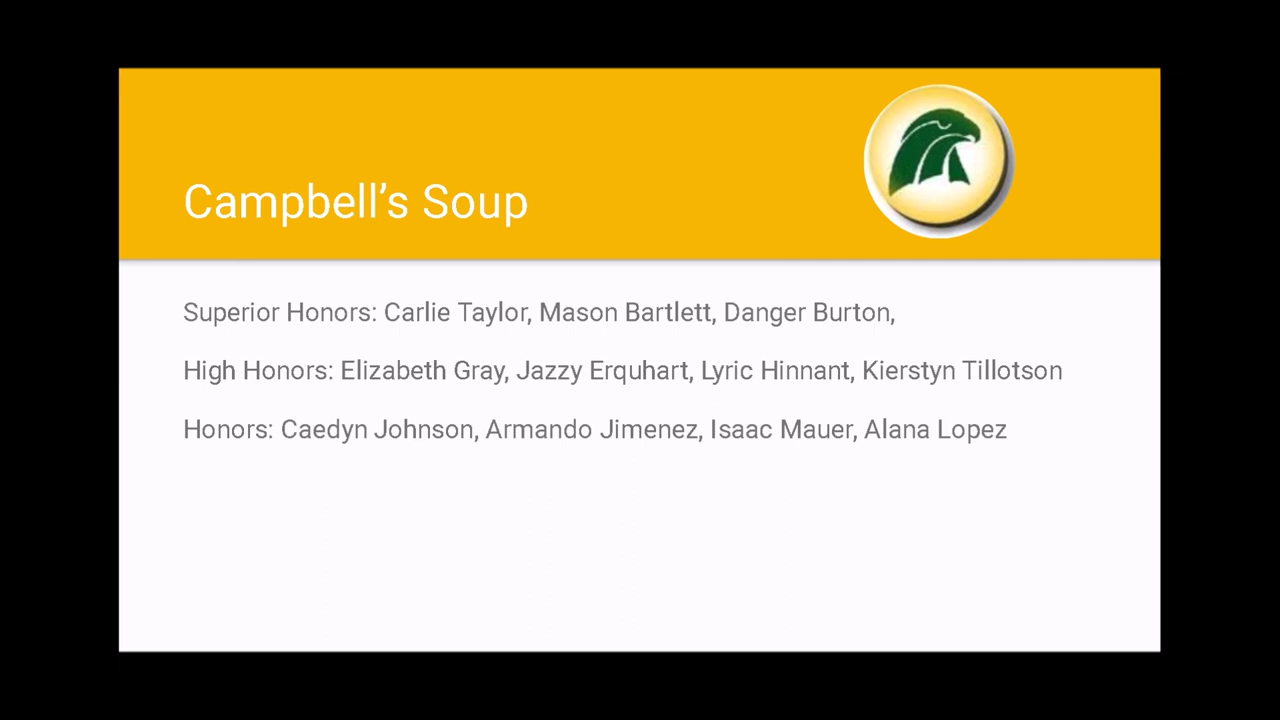 Campbell’s Soup
Superior Honors: Carlie Taylor, Mason Bartlett, Danger Burton,
High Honors: Elizabeth Gray, Jazzy Erquhart, Lyric Hinnant, Kierstyn Tillotson
Honors: Caedyn Johnson, Armando Jimenez, Isaac Mauer, Alana Lopez